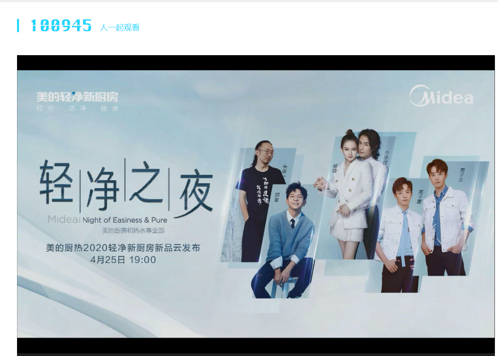 100945 人一起观看
美的轻净新厨房
轻松 洁净 健康
Midea
轻净之夜
Midea Night of Easiness & Pure
美的厨房和热水事业部
美的厨热2020轻净新厨房新品云发布
4月25日 19:00